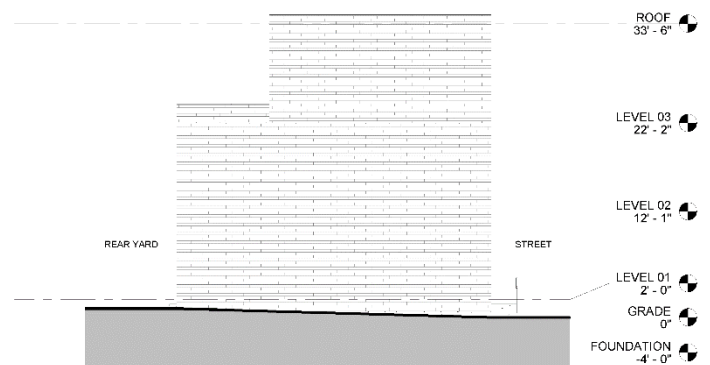 ROOF
33' - 6"
LEVEL 03
22' - 2"
LEVEL 02
12' - 1"
REAR YARD
STREET
LEVEL 01
2' - 0"
GRADE
0"
FOUNDATION
-4' - 0"